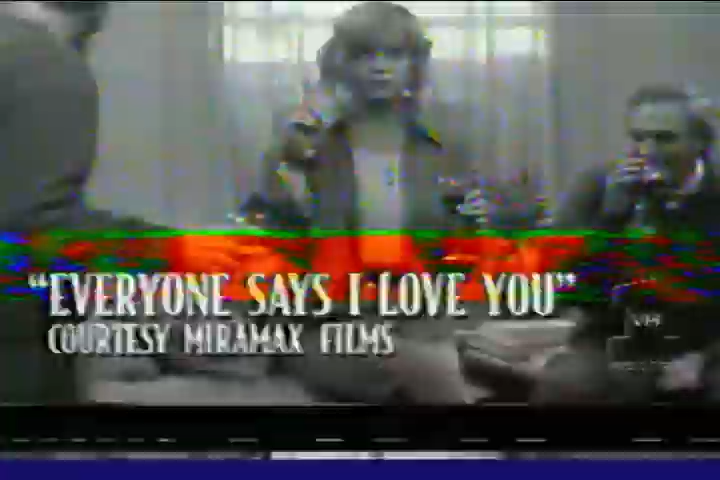 “EVERYONE SAYS I LOVE YOU”
COURTESY MIRAMAX FILMS